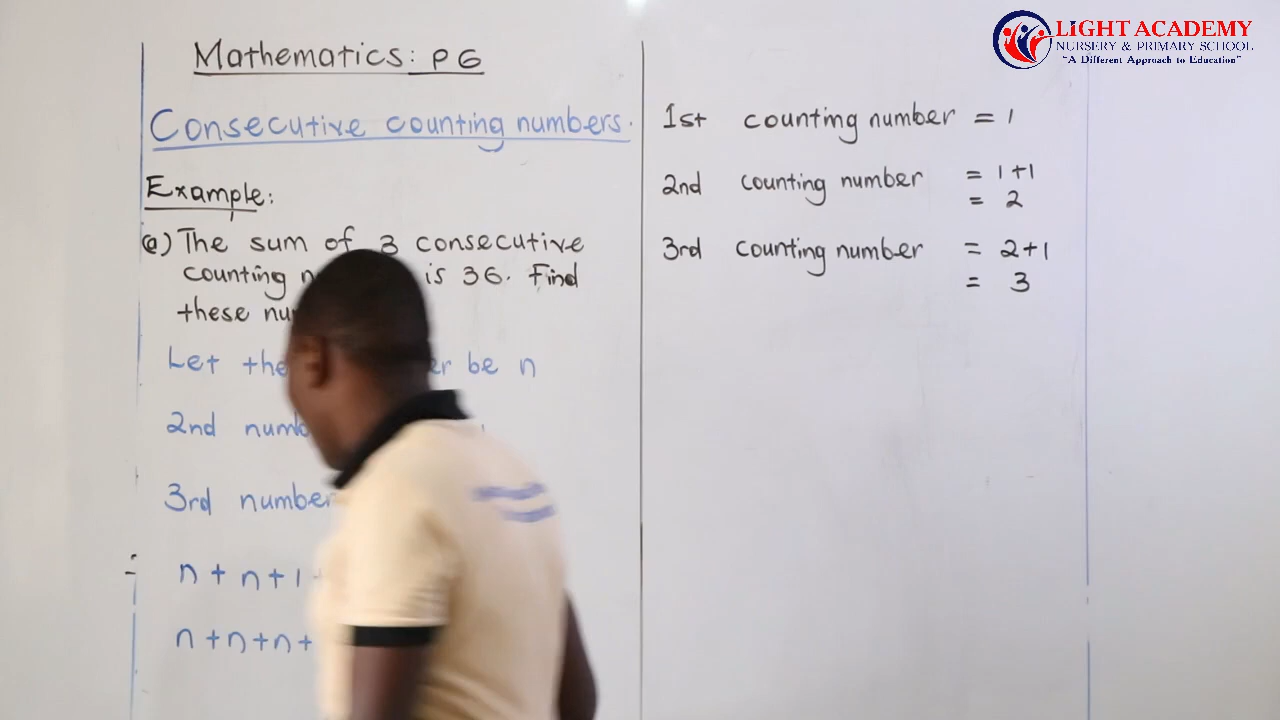 LIGHT ACADEMY
NURSERY & PRIMARY SCHOOL
"A Different Approach to Education"
Mathematics: P6
Consecutive counting numbers.
Example:
(a) The sum of 3 consecutive
counting is 36. Find
these
Let be n
2nd
3rd number
n + n+1
n+n+n+
1st counting number = 1
2nd counting number = 1+1
= 2
3rd counting number = 2+1
= 3